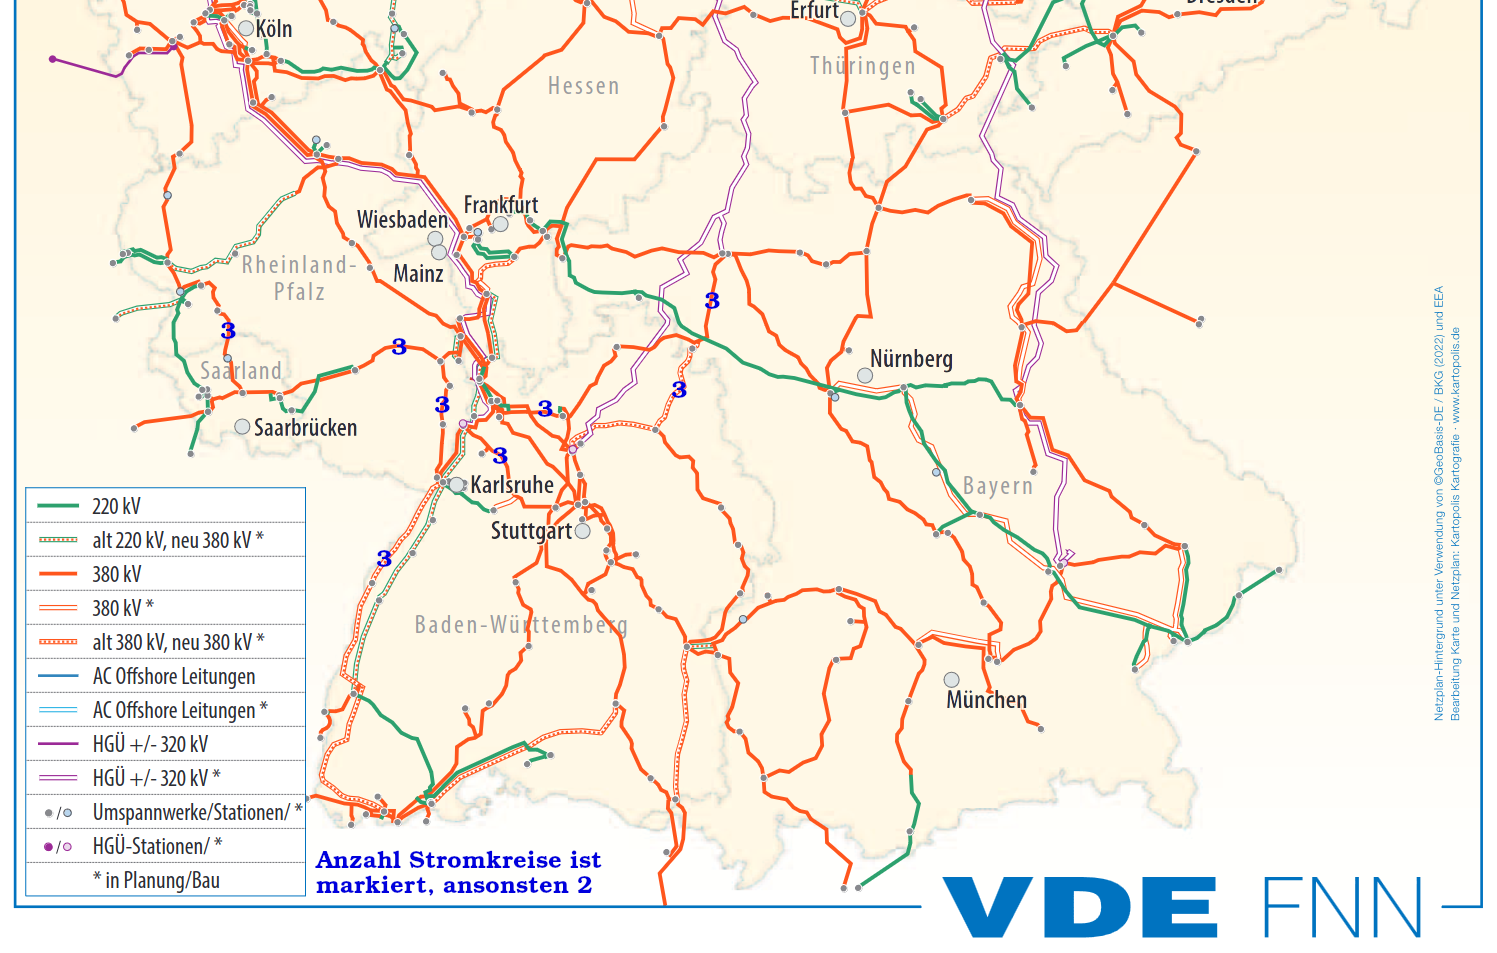 Dresden
Erfurt
Köln
Thüringen
Hessen
Frankfurt
Wiesbaden
Mainz
Rheinland-
Pfalz
3
3
3
Saarland
Nürnberg
3
3
3
Saarbrücken
3
Karlsruhe
Bayern
Stuttgart
3
Baden-Württemberg
München
220 kV
alt 220 kV, neu 380 kV *
380 kV
380 kV *
alt 380 kV, neu 380 kV *
AC Offshore Leitungen
AC Offshore Leitungen *
HGÜ +/- 320 kV
HGÜ +/- 320 kV *
/ Umspannwerke/Stationen/ *
/ HGÜ-Stationen/ *
* in Planung/Bau
Anzahl Stromkreise ist
markiert, ansonsten 2
Netzplan-Hintergrund unter Verwendung von ©GeoBasis-DE / BKG (2022) und EEA
Bearbeitung Karte und Netzplan: Kartopolis Kartografie · www.kartopolis.de
VDE FNN